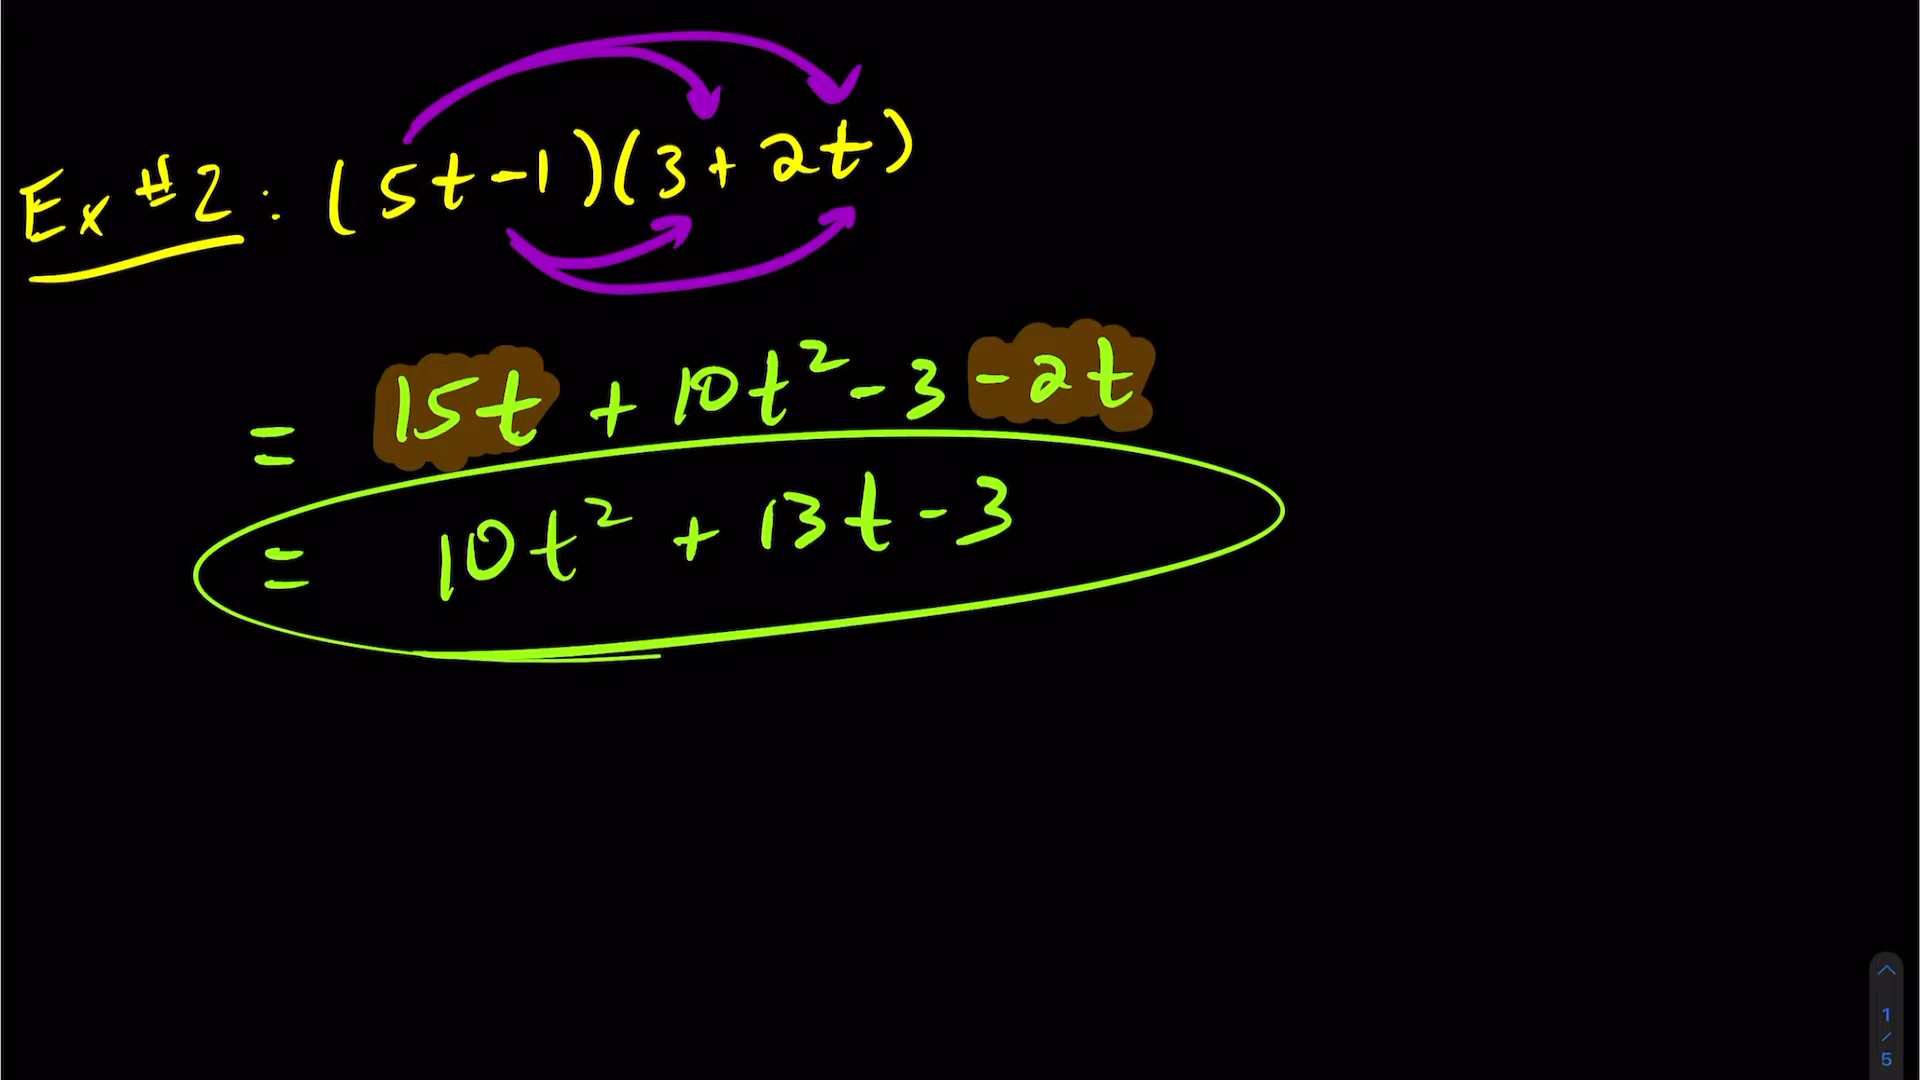 Ex #2: (5t-1)(3+2t)
= 15t + 10t² - 3 - 2t
= 10t² + 13t - 3
1
/
5